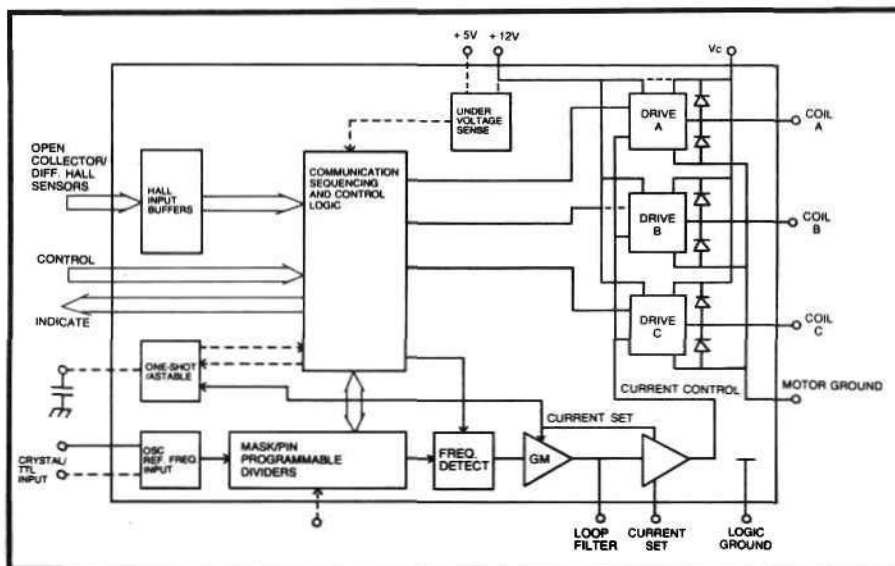 + 5V
+ 12V
Vc
UNDER
VOLTAGE
SENSE
DRIVE
A
COIL
A
OPEN
COLLECTOR/
DIFF. HALL
SENSORS
HALL
INPUT
BUFFERS
COMMUNICATION
SEQUENCING
AND CONTROL
LOGIC
DRIVE
B
COIL
B
CONTROL
INDICATE
DRIVE
C
COIL
C
ONE-SHOT
/ASTABLE
CURRENT CONTROL
MOTOR GROUND
CURRENT SET
CRYSTAL/
TTL
INPUT
OSC
REF. FREQ.
INPUT
MASK/PIN
PROGRAMMABLE
DIVIDERS
FREQ.
DETECT
GM
LOOP
FILTER
CURRENT
SET
LOGIC
GROUND